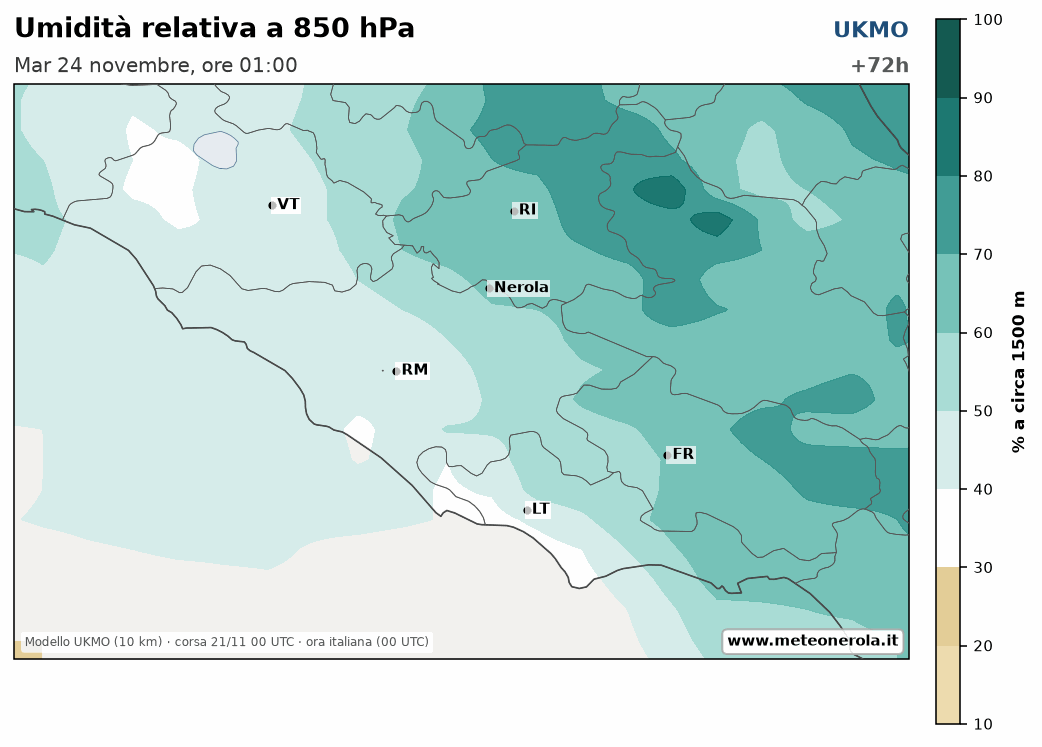 Umidità relativa a 850 hPa
UKMO
Mar 24 novembre, ore 01:00
+72h
VT
RI
Nerola
RM
FR
LT
Modello UKMO (10 km) · corsa 21/11 00 UTC · ora italiana (00 UTC)
www.meteonerola.it
100
90
80
70
60
50
40
30
20
10
% a circa 1500 m